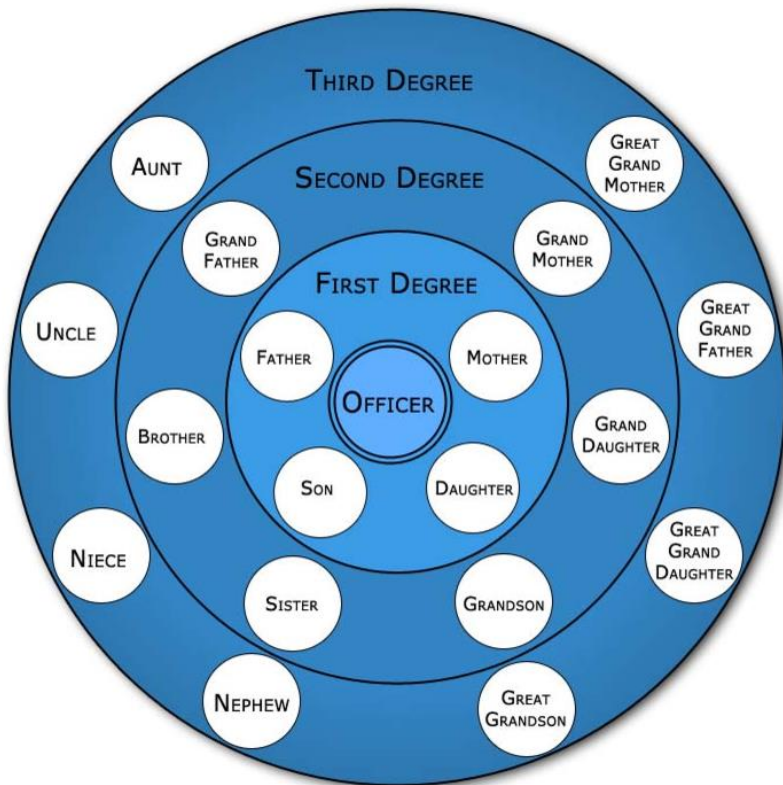 Third Degree
Aunt
Great
Grand
Mother
Second Degree
Grand
Father
Grand
Mother
First Degree
Uncle
Great
Grand
Father
Father
Mother
Officer
Brother
Grand
Daughter
Son
Daughter
Niece
Great
Grand
Daughter
Sister
Grandson
Nephew
Great
Grandson